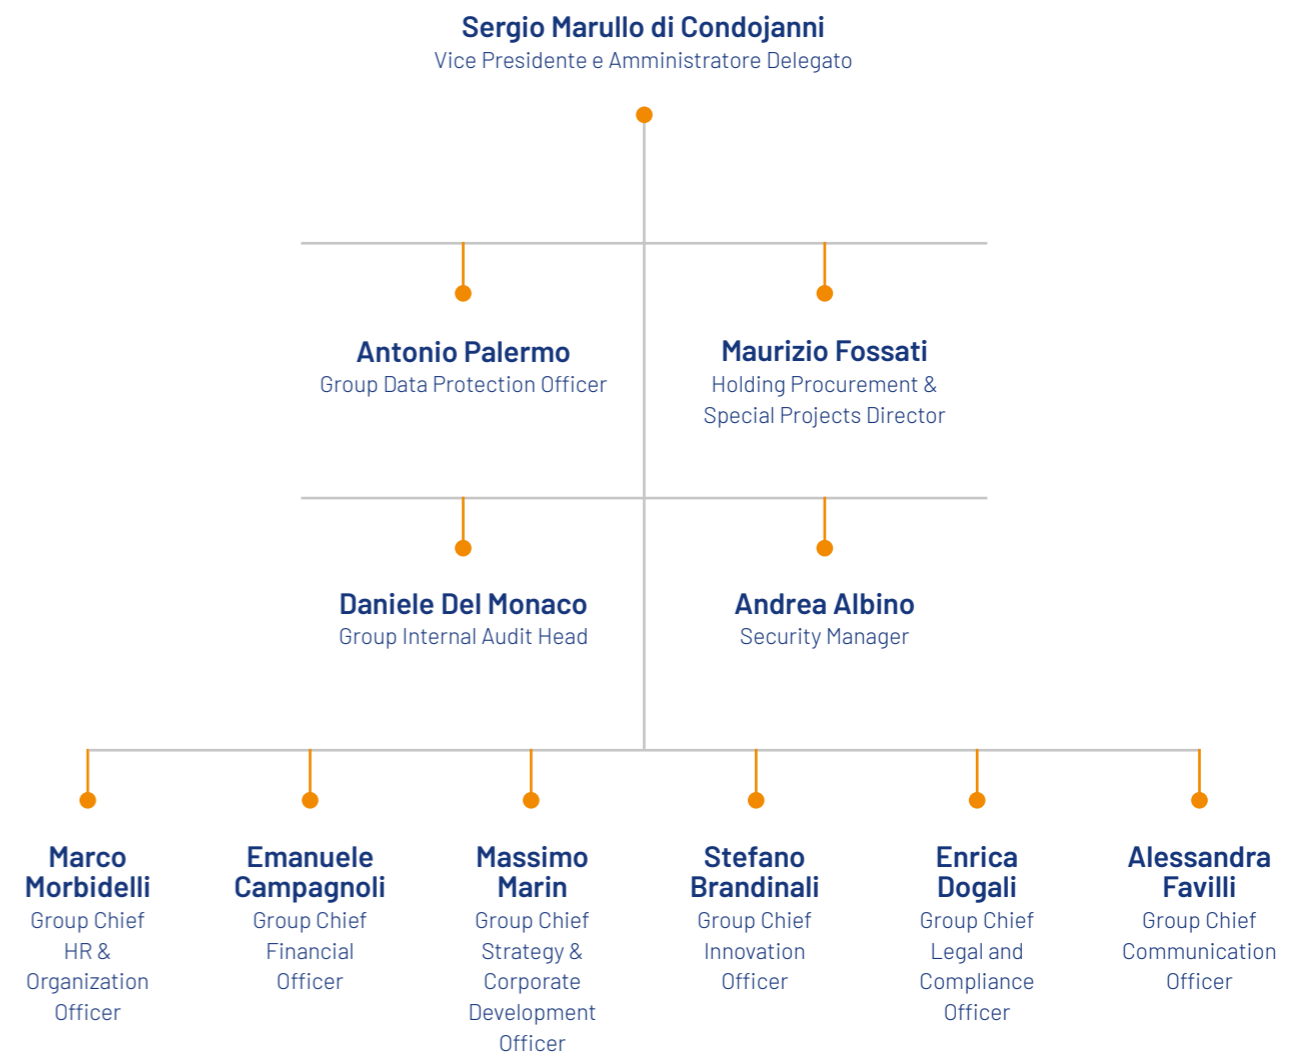 Sergio Marullo di Condojanni
Vice Presidente e Amministratore Delegato
Antonio Palermo
Group Data Protection Officer
Maurizio Fossati
Holding Procurement &
Special Projects Director
Daniele Del Monaco
Group Internal Audit Head
Andrea Albino
Security Manager
Marco
Morbidelli
Group Chief
HR &
Organization
Officer
Emanuele
Campagnoli
Group Chief
Financial
Officer
Massimo
Marin
Group Chief
Strategy &
Corporate
Development
Officer
Stefano
Brandinali
Group Chief
Innovation
Officer
Enrica
Dogali
Group Chief
Legal and
Compliance
Officer
Alessandra
Favilli
Group Chief
Communication
Officer